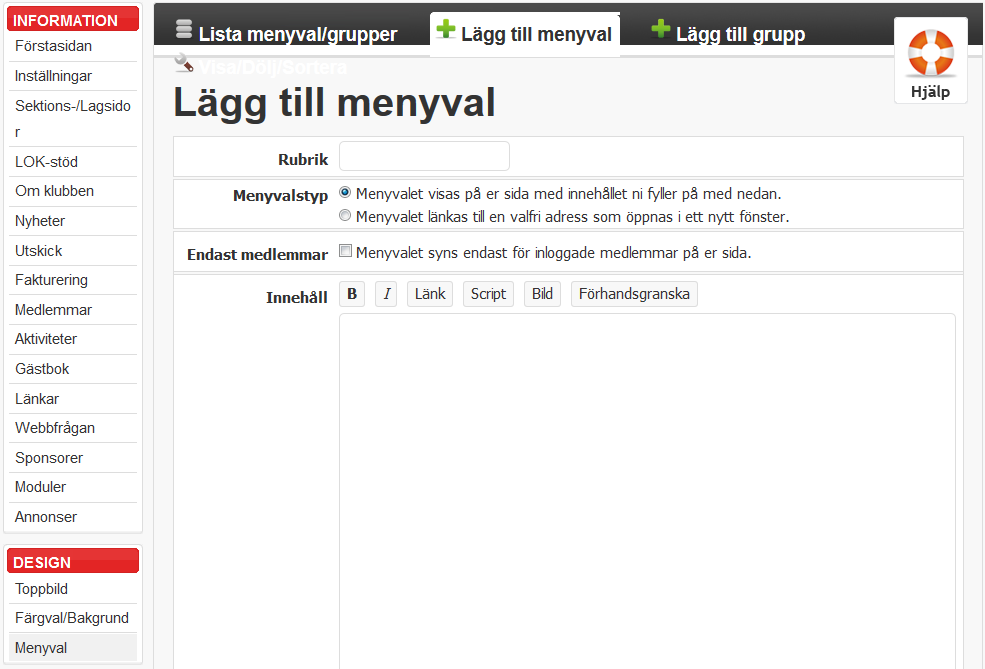 INFORMATION
Förstasidan
Inställningar
Sektions-/Lagsido
r
LOK-stöd
Om klubben
Nyheter
Utskick
Fakturering
Medlemmar
Aktiviteter
Gästbok
Länkar
Webbfrågan
Sponsorer
Moduler
Annonser
DESIGN
Toppbild
Färgval/Bakgrund
Menyval
Lista menyval/grupper
Lägg till menyval
Lägg till grupp
Visa/Dölj/Sortera
Hjälp
Lägg till menyval
Rubrik
Menyvalstyp
Menyvalet visas på er sida med innehållet ni fyller på med nedan.
Menyvalet länkas till en valfri adress som öppnas i ett nytt fönster.
Endast medlemmar
Menyvalet syns endast för inloggade medlemmar på er sida.
Innehåll
B I Länk Script Bild Förhandsgranska